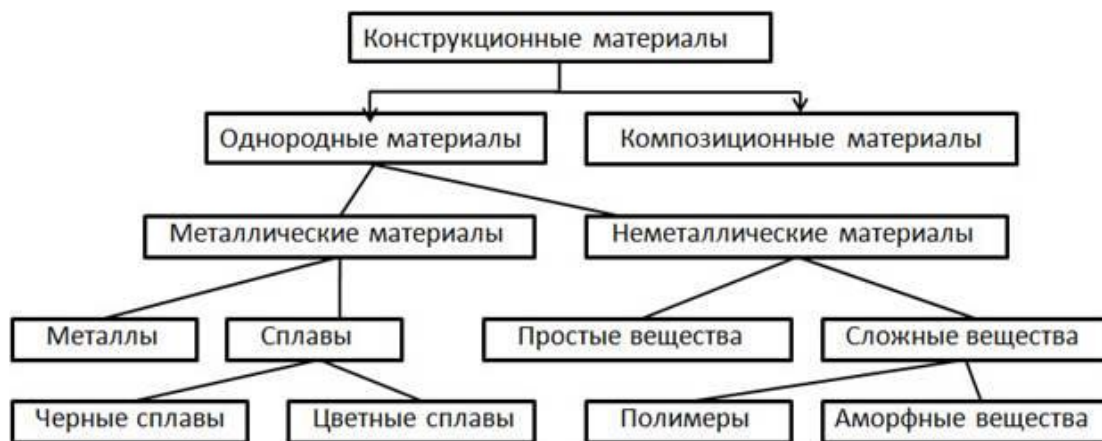 Конструкционные материалы
Однородные материалы
Композиционные материалы
Металлические материалы
Неметаллические материалы
Металлы
Сплавы
Простые вещества
Сложные вещества
Черные сплавы
Цветные сплавы
Полимеры
Аморфные вещества